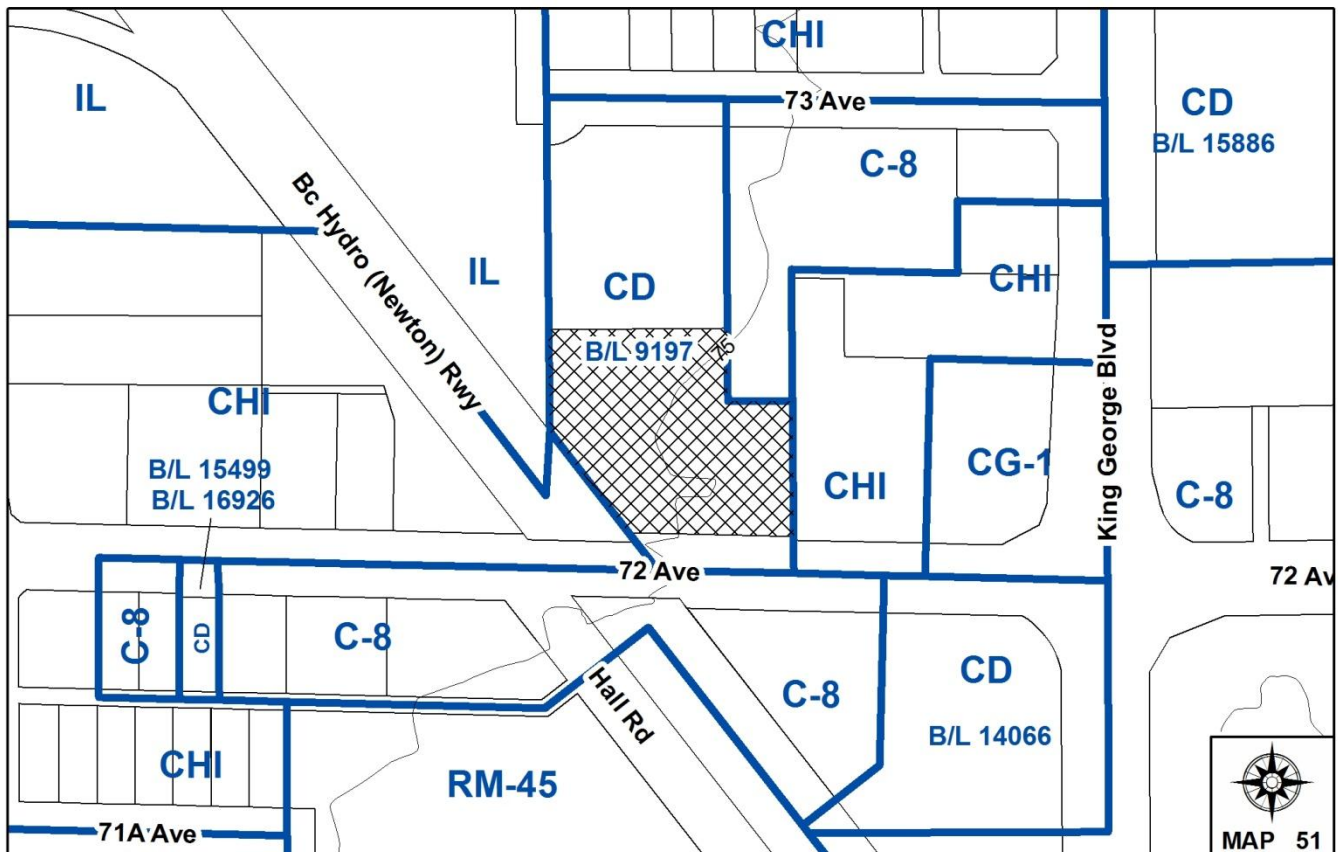 CHI
IL
73 Ave
CD
B/L 15886
C-8
Bc Hydro (Newton) Rwy
IL
CD
CHI
B/L 9197
75
King George Blvd
CHI
B/L 15499
B/L 16926
CHI
CG-1
C-8
72 Ave
72 Av
C-8
CD
C-8
Hall Rd
C-8
CD
B/L 14066
CHI
RM-45
71A Ave
MAP 51